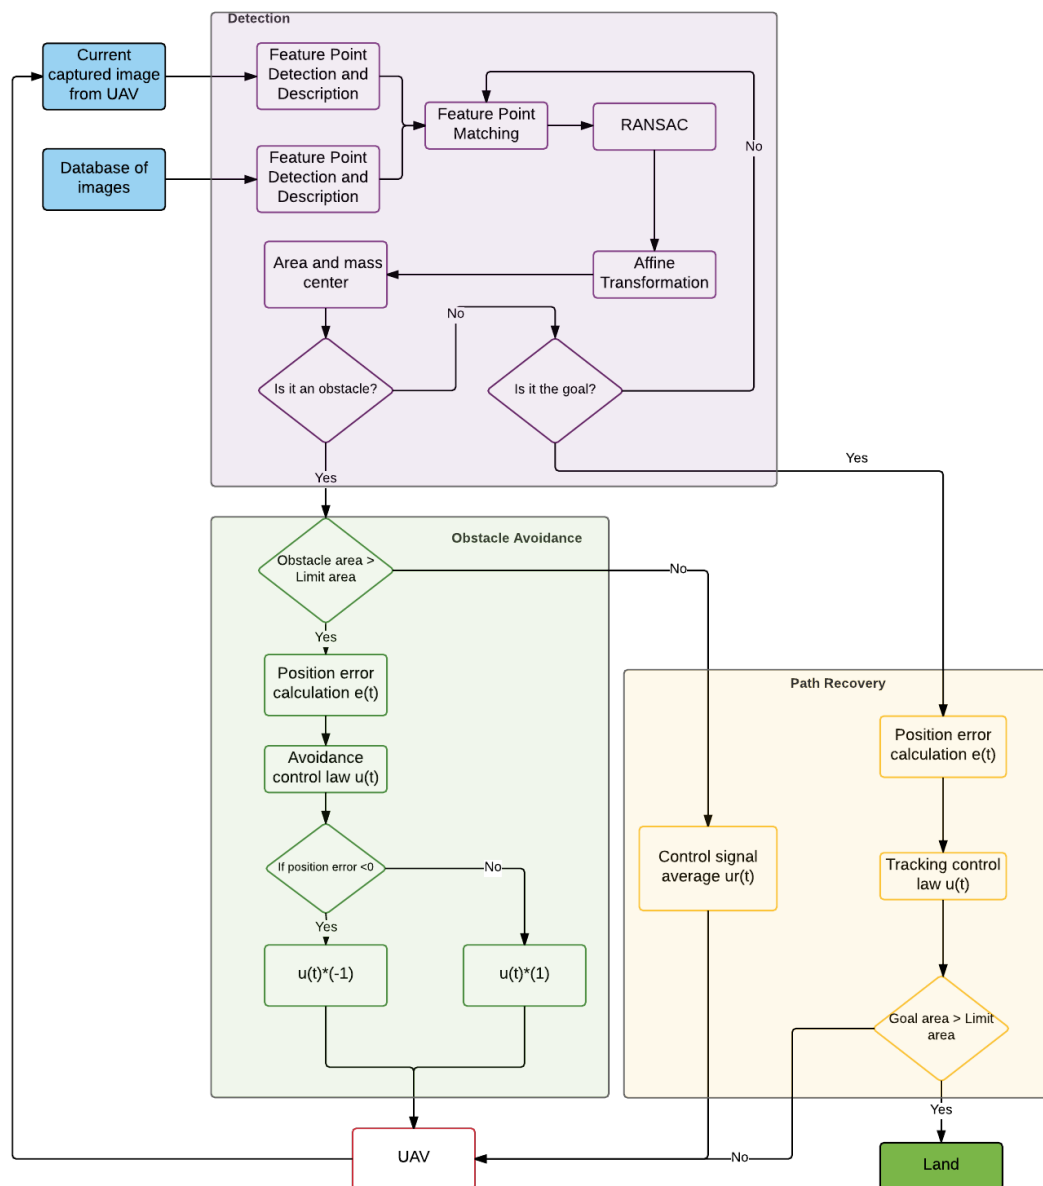 Detection
Current
captured image
from UAV
Feature Point
Detection and
Description
Feature Point
Matching
RANSAC
No
Database of
images
Feature Point
Detection and
Description
Area and mass
center
Affine
Transformation
No
Is it an obstacle?
Is it the goal?
Yes
Yes
Obstacle Avoidance
Obstacle area >
Limit area
No
Yes
Position error
calculation e(t)
Path Recovery
Position error
calculation e(t)
Avoidance
control law u(t)
If position error <0
No
Control signal
average ur(t)
Tracking control
law u(t)
Yes
u(t)*(-1)
u(t)*(1)
Goal area > Limit
area
Yes
UAV
No
Land